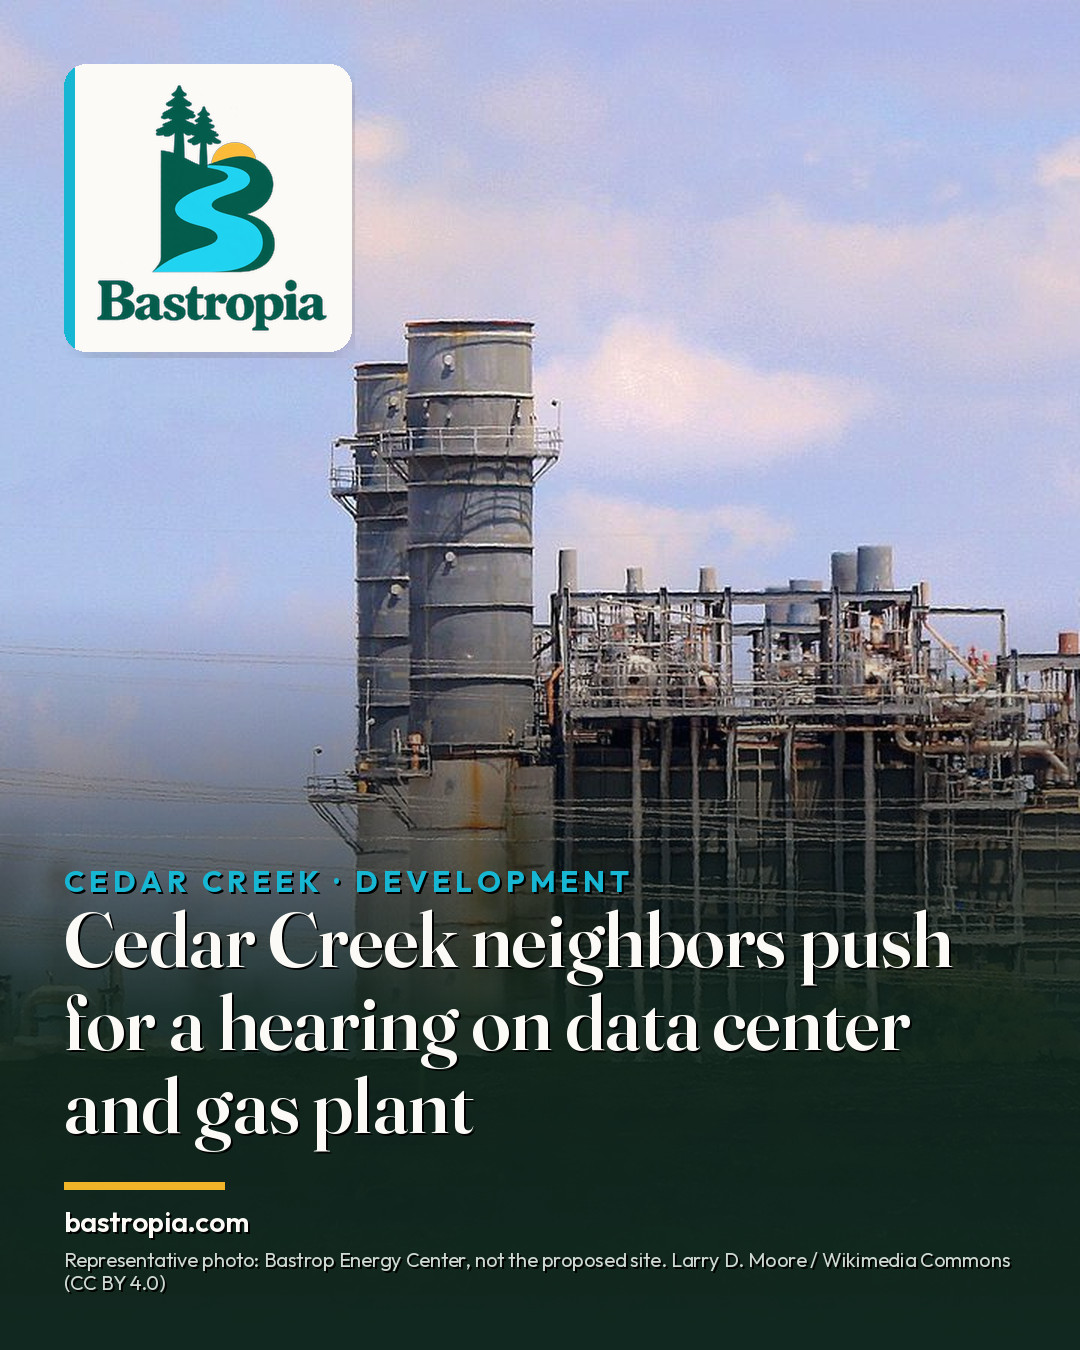 Bastropia
CEDAR CREEK · DEVELOPMENT
Cedar Creek neighbors push
for a hearing on data center
and gas plant
bastropia.com
Representative photo: Bastrop Energy Center, not the proposed site. Larry D. Moore / Wikimedia Commons
(CC BY 4.0)